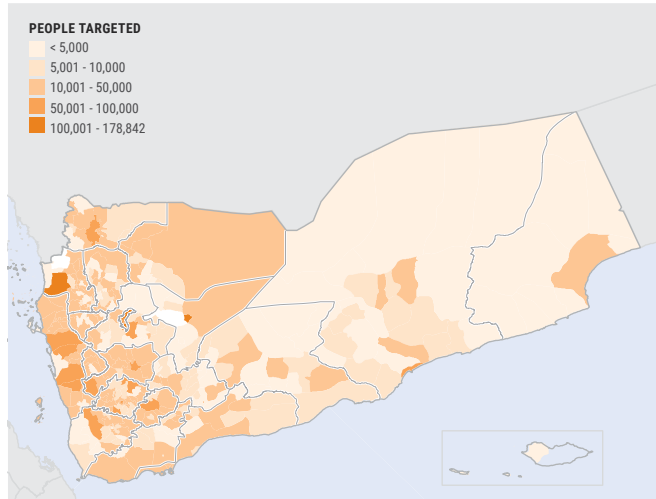 PEOPLE TARGETED
< 5,000
5,001 - 10,000
10,001 - 50,000
50,001 - 100,000
100,001 - 178,842